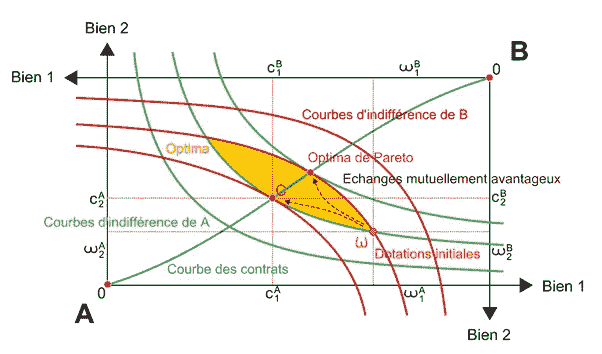 Bien 2
B
0
c₁ᴮ
ω₁ᴮ
Bien 1
Courbes d'indifférence de B
Optima
Optima de Pareto
Echanges mutuellement avantageux
c₂ᴬ
c₂ᴮ
Courbes d'indifférence de A
ω
ω₂ᴬ
ω₂ᴮ
Dotations initiales
Courbe des contrats
0
A
c₁ᴬ
ω₁ᴬ
Bien 1
Bien 2